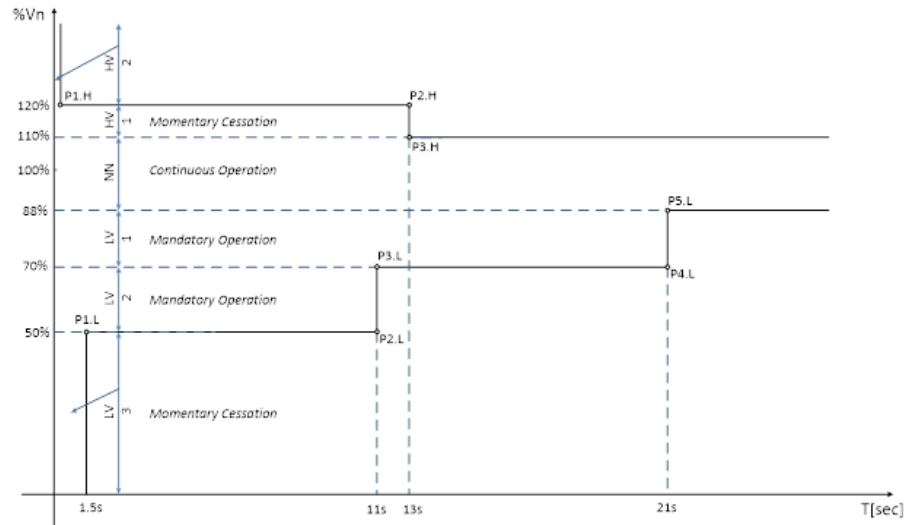 %Vn
HV 2
P1.H
P2.H
120%
HV 1
Momentary Cessation
110%
P3.H
100%
NN
Continuous Operation
88%
P5.L
LV 1
Mandatory Operation
P3.L
70%
P4.L
LV 2
Mandatory Operation
P1.L
50%
P2.L
LV 3
Momentary Cessation
1.5s
11s
13s
21s
T[sec]